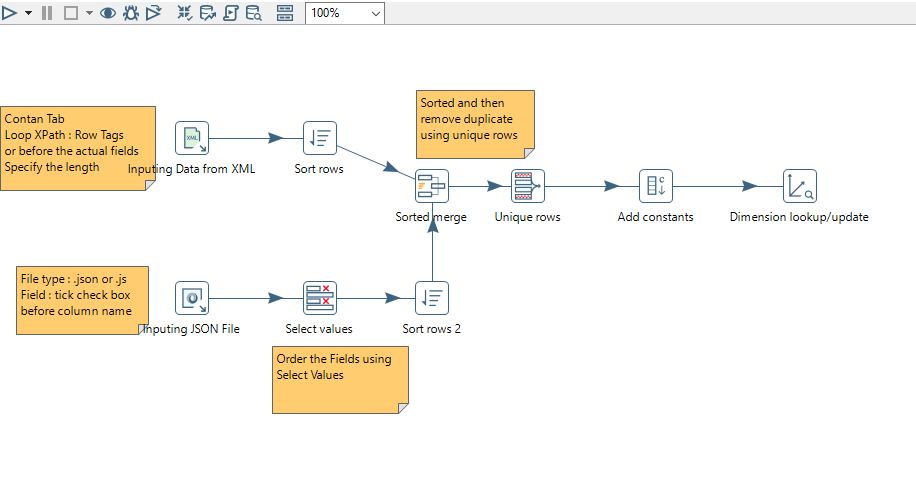 100%
Contan Tab
Loop XPath : Row Tags
or before the actual fields
Specify the length
XML
Inputing Data from XML
Sort rows
Sorted and then
remove duplicate
using unique rows
Sorted merge
Unique rows
C
Add constants
Dimension lookup/update
File type : .json or .js
Field : tick check box
before column name
Inputing JSON File
Select values
Sort rows 2
Order the Fields using
Select Values